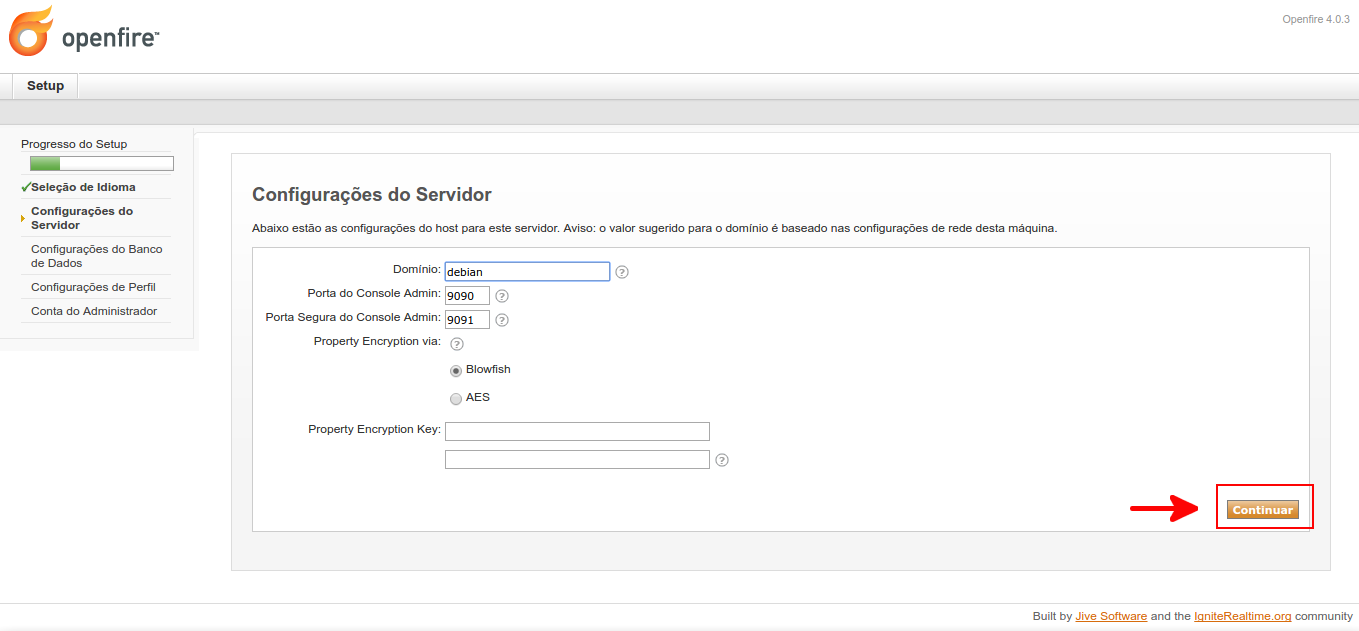 openfire™
Openfire 4.0.3
Setup
Progresso do Setup
Seleção de Idioma
Configurações do
Servidor
Configurações do Banco
de Dados
Configurações de Perfil
Conta do Administrador
Configurações do Servidor
Abaixo estão as configurações do host para este servidor. Aviso: o valor sugerido para o domínio é baseado nas configurações de rede desta máquina.
Domínio: debian ?
Porta do Console Admin: 9090 ?
Porta Segura do Console Admin: 9091 ?
Property Encryption via: ?
Blowfish
AES
Property Encryption Key:
?
Continuar
Built by Jive Software and the IgniteRealtime.org community